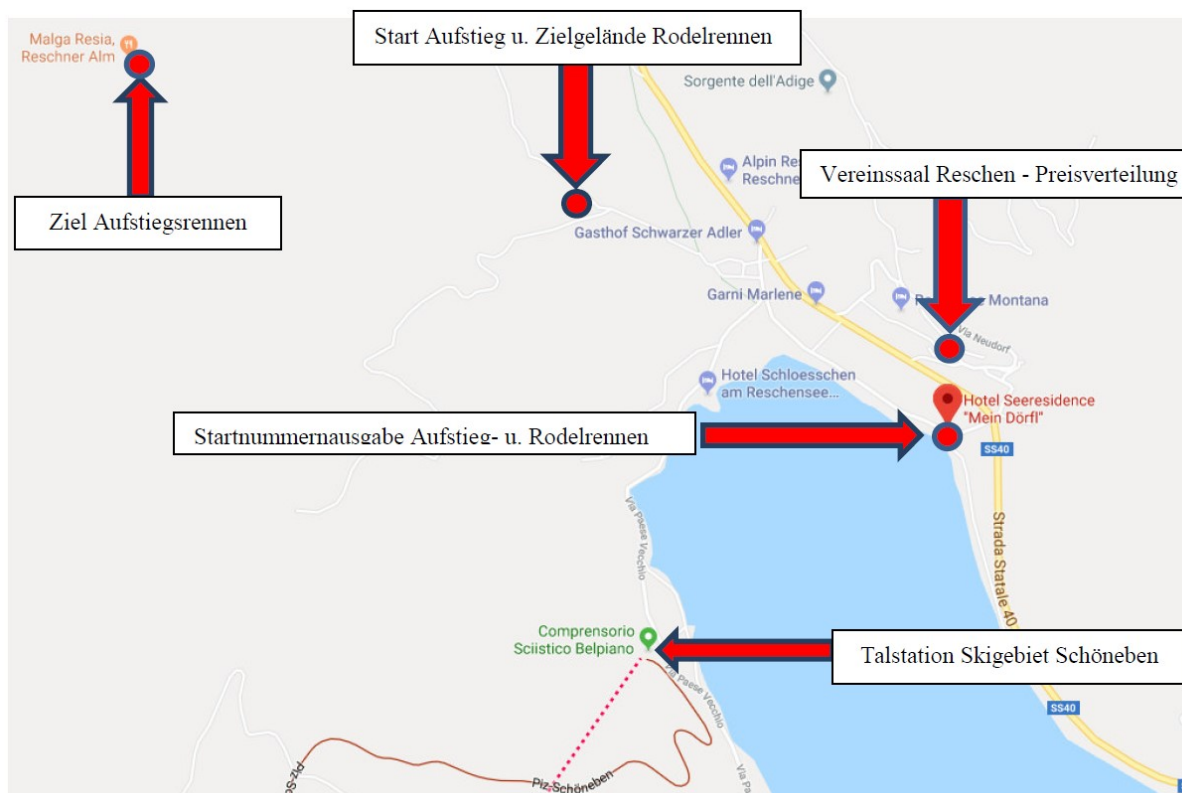 Malga Resia,
Reschner Alm
Start Aufstieg u. Zielgelände Rodelrennen
Sorgente dell'Adige
Alpin
Reschne
Vereinssaal Reschen - Preisverteilung
Ziel Aufstiegsrennen
Gasthof Schwarzer Adler
Garni Marlene
Montana
Via Neudorf
Hotel Schloesschen
am Reschensee...
Hotel Seeresidence
"Mein Dörfl"
Startnummernausgabe Aufstieg- u. Rodelrennen
SS40
Via Paese Vecchio
Strada Statale 40
Comprensorio
Sciistico Belpiano
Talstation Skigebiet Schöneben
Via Paese Vecchio
SS40
Piz-Schöneben